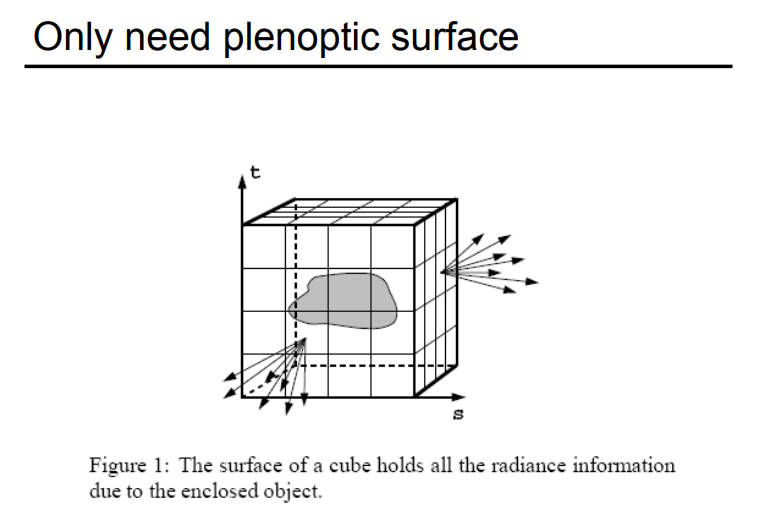 Only need plenoptic surface
t
s
Figure 1: The surface of a cube holds all the radiance information
due to the enclosed object.